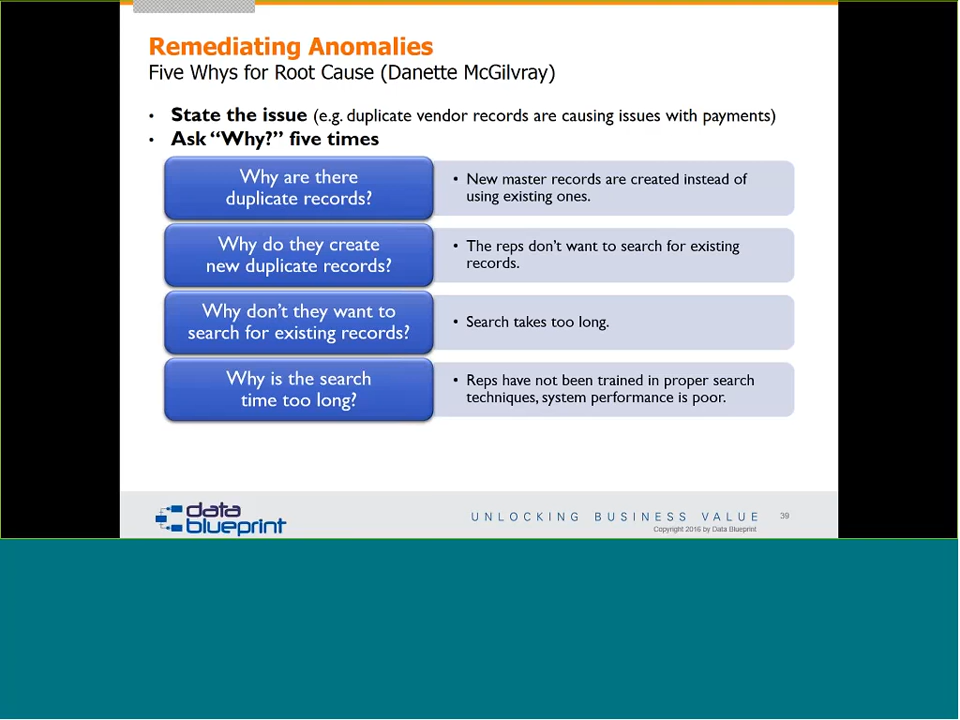 Remediating Anomalies
Five Whys for Root Cause (Danette McGilvray)
• State the issue (e.g. duplicate vendor records are causing issues with payments)
• Ask “Why?” five times
Why are there
duplicate records?
• New master records are created instead of
using existing ones.
Why do they create
new duplicate records?
• The reps don’t want to search for existing
records.
Why don’t they want to
search for existing records?
• Search takes too long.
Why is the search
time too long?
• Reps have not been trained in proper search
techniques, system performance is poor.
data
blueprint
UNLOCKING BUSINESS VALUE 39
Copyright 2016 by Data Blueprint